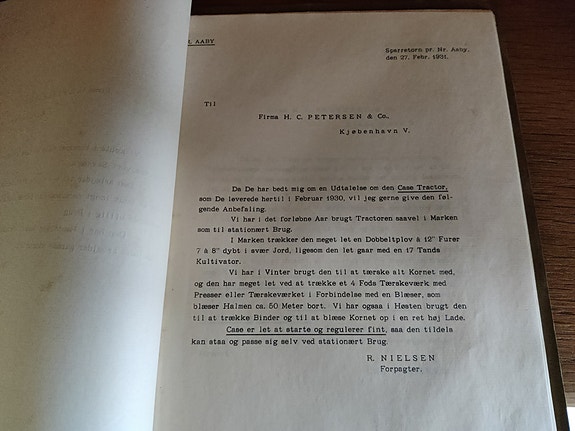 R. AABY
Sparretorn pr. Nr. Aaby,
den 27. Febr. 1931.
Til
Firma H. C. PETERSEN & Co.,
Kjøbenhavn V.
Da De har bedt mig om en Udtalelse om den Case Tractor,
som De leverede hertil i Februar 1930, vil jeg gerne give den føl-
gende Anbefaling.
Vi har i det forløbne Aar brugt Tractoren saavel i Marken
som til stationært Brug.
I Marken trækker den meget let en Dobbeltplov à 12" Furer
7 à 8" dybt i svær Jord, ligesom den let gaar med en 17 Tands
Kultivator.
Vi har i Vinter brugt den til at tærske alt Kornet med,
og den har meget let ved at trække et 4 Fods Tærskeværk med
Presser eller Tærskeværket i Forbindelse med en Blæser, som
blæser Halmen ca. 50 Meter bort. Vi har ogsaa i Høsten brugt den
til at trække Binder og til at blæse Kornet op i en ret høj Lade.
Case er let at starte og regulerer fint, saa den tildels
kan staa og passe sig selv ved stationært Brug.
R. NIELSEN
Forpagter.